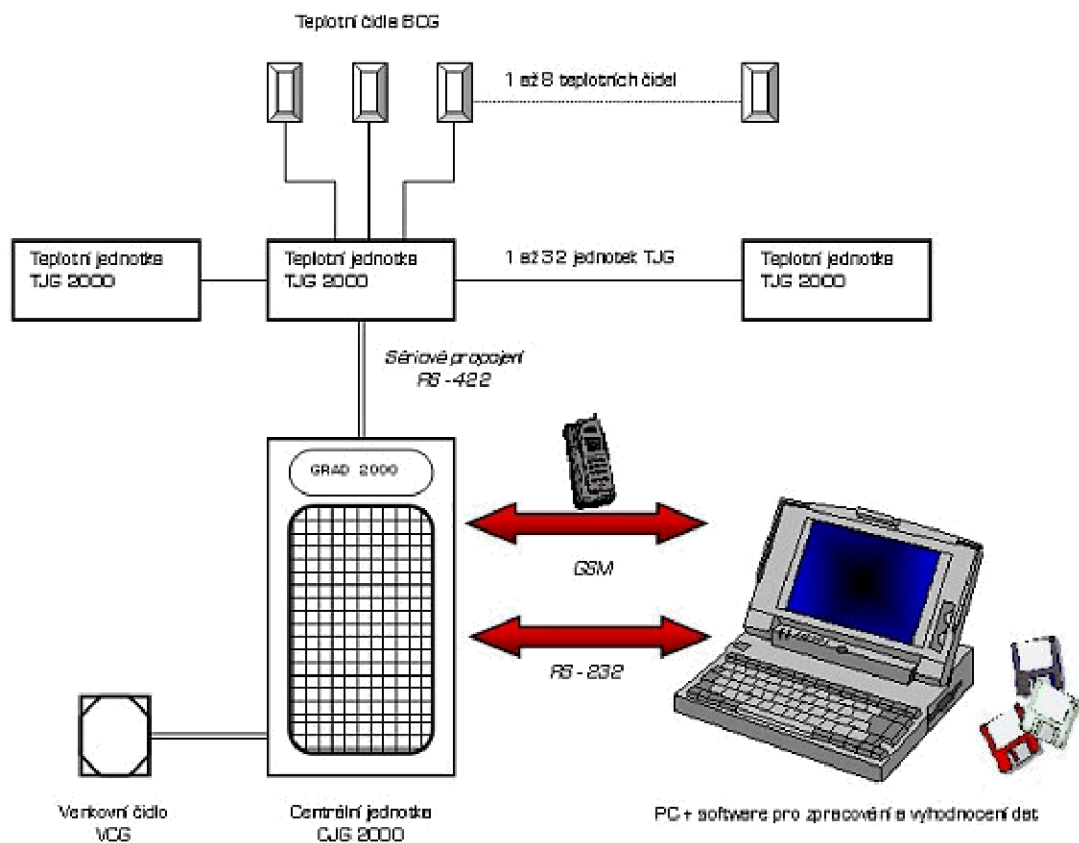 Teplotní čidla BCG
1 až 8 teplotních čidel
Teplotní jednotka
TJG 2000
Teplotní jednotka
TJG 2000
1 až 32 jednotek TJG
Teplotní jednotka
TJG 2000
Sériové propojení
RS-422
GRAD 2000
GSM
RS-232
Venkovní čidlo
VCG
Centrální jednotka
CJG 2000
PC + software pro zpracování a vyhodnocení dat